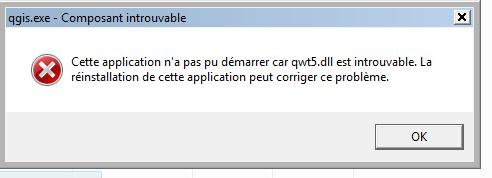 qgis.exe - Composant introuvable
Cette application n'a pas pu démarrer car qwt5.dll est introuvable. La
réinstallation de cette application peut corriger ce problème.
OK